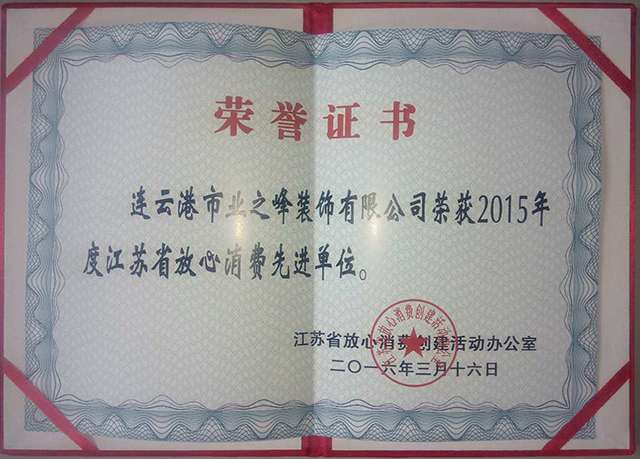 荣誉证书
连云港市业之峰装饰有限公司荣获2015年
度江苏省放心消费先进单位。
江苏省放心消费创建活动办公室
二〇一六年三月十六日